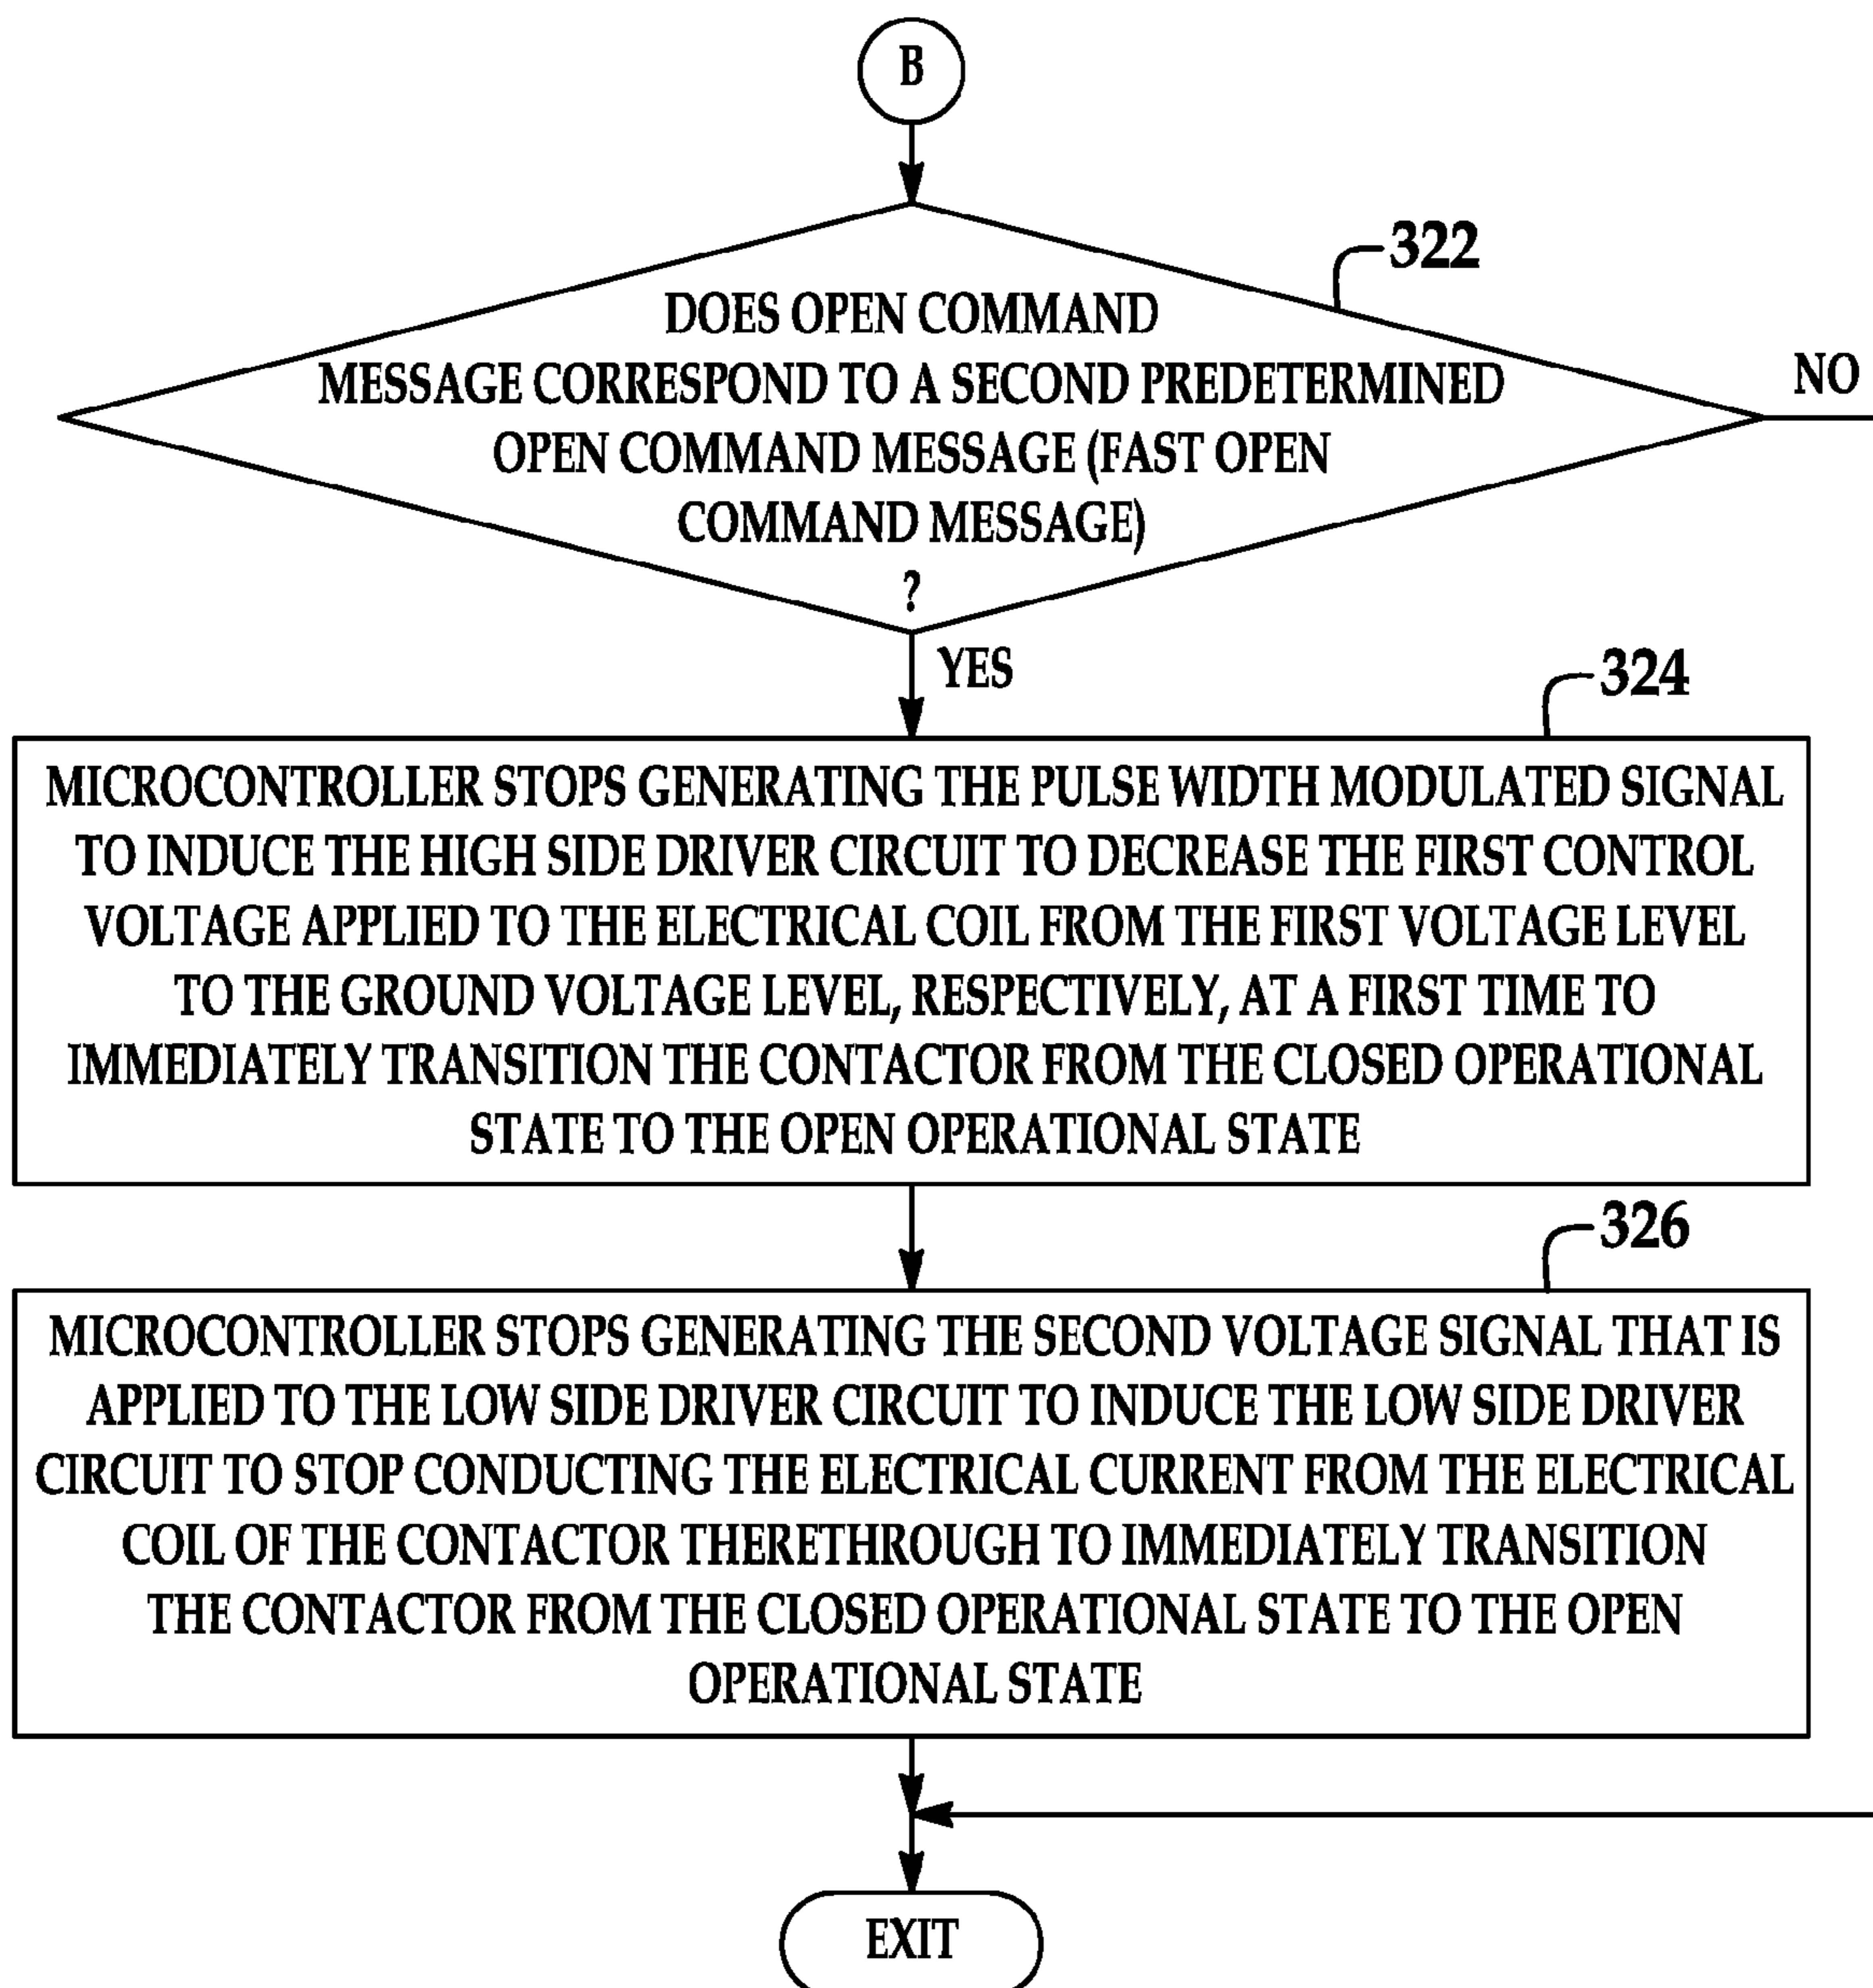 B
322
DOES OPEN COMMAND
MESSAGE CORRESPOND TO A SECOND PREDETERMINED
OPEN COMMAND MESSAGE (FAST OPEN
COMMAND MESSAGE)
?
NO
YES
324
MICROCONTROLLER STOPS GENERATING THE PULSE WIDTH MODULATED SIGNAL
TO INDUCE THE HIGH SIDE DRIVER CIRCUIT TO DECREASE THE FIRST CONTROL
VOLTAGE APPLIED TO THE ELECTRICAL COIL FROM THE FIRST VOLTAGE LEVEL
TO THE GROUND VOLTAGE LEVEL, RESPECTIVELY, AT A FIRST TIME TO
IMMEDIATELY TRANSITION THE CONTACTOR FROM THE CLOSED OPERATIONAL
STATE TO THE OPEN OPERATIONAL STATE
326
MICROCONTROLLER STOPS GENERATING THE SECOND VOLTAGE SIGNAL THAT IS
APPLIED TO THE LOW SIDE DRIVER CIRCUIT TO INDUCE THE LOW SIDE DRIVER
CIRCUIT TO STOP CONDUCTING THE ELECTRICAL CURRENT FROM THE ELECTRICAL
COIL OF THE CONTACTOR THERETHROUGH TO IMMEDIATELY TRANSITION
THE CONTACTOR FROM THE CLOSED OPERATIONAL STATE TO THE OPEN
OPERATIONAL STATE
EXIT